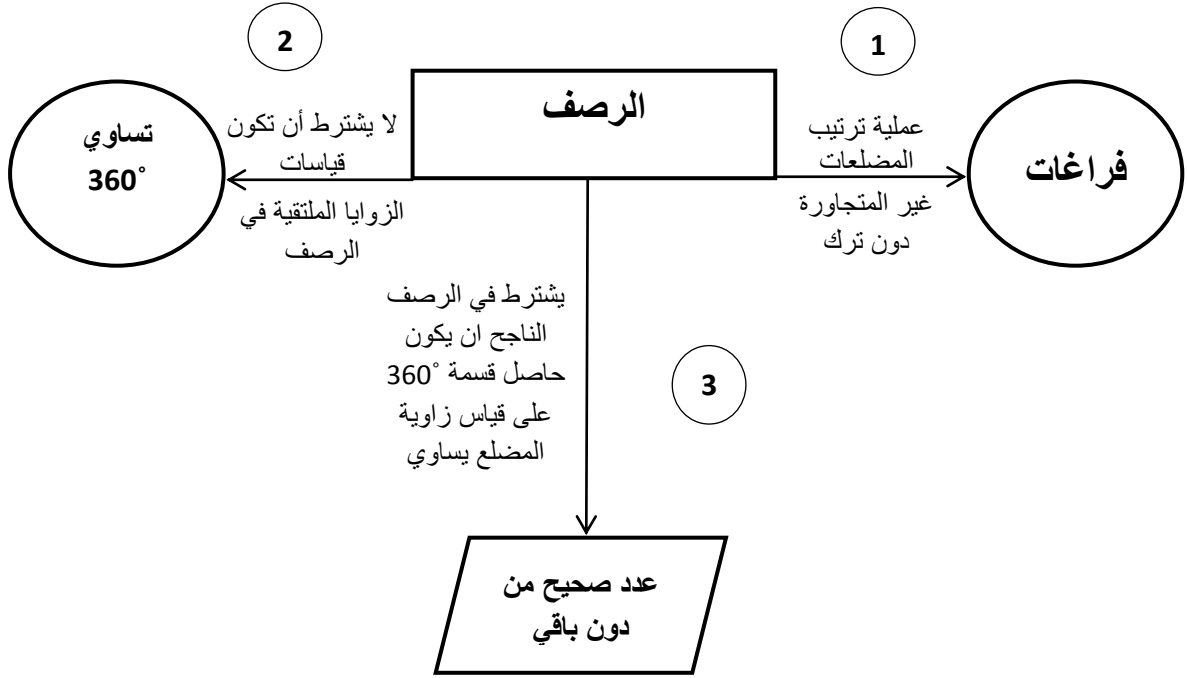 الرصف
1
عملية ترتيب
المضلعات
غير المتجاورة
دون ترك
فراغات
2
لا يشترط أن تكون
قياسات
الزوايا الملتقية في
الرصف
تساوي
360˚
3
يشترط في الرصف
الناجح ان يكون
حاصل قسمة 360˚
على قياس زاوية
المضلع يساوي
عدد صحيح من
دون باقي